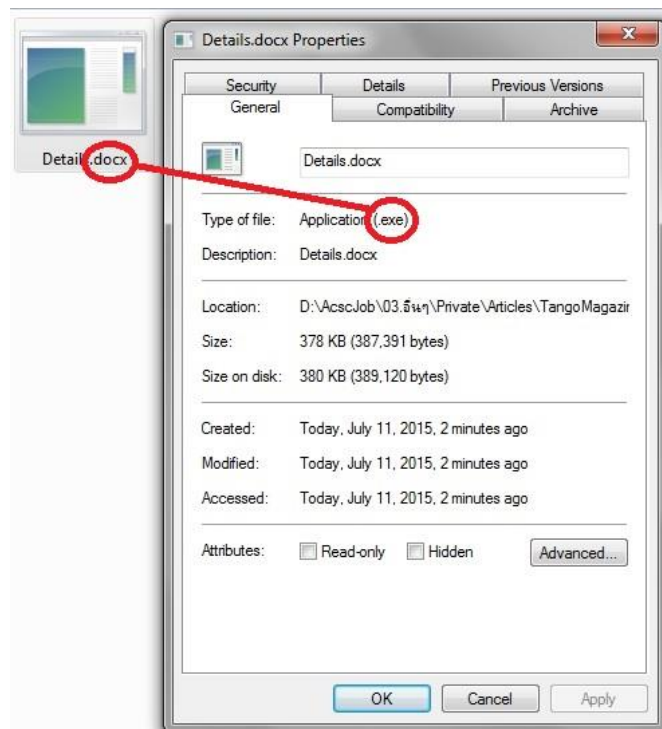 Details.docx Properties
X
Security Details Previous Versions
General Compatibility Archive
Details.docx
Details.docx
Type of file: Application (.exe)
Description: Details.docx
Location: D:\AcscJob\03.อื่นๆ\Private\Articles\TangoMagazin
Size: 378 KB (387,391 bytes)
Size on disk: 380 KB (389,120 bytes)
Created: Today, July 11, 2015, 2 minutes ago
Modified: Today, July 11, 2015, 2 minutes ago
Accessed: Today, July 11, 2015, 2 minutes ago
Attributes: Read-only Hidden Advanced...
OK Cancel Apply